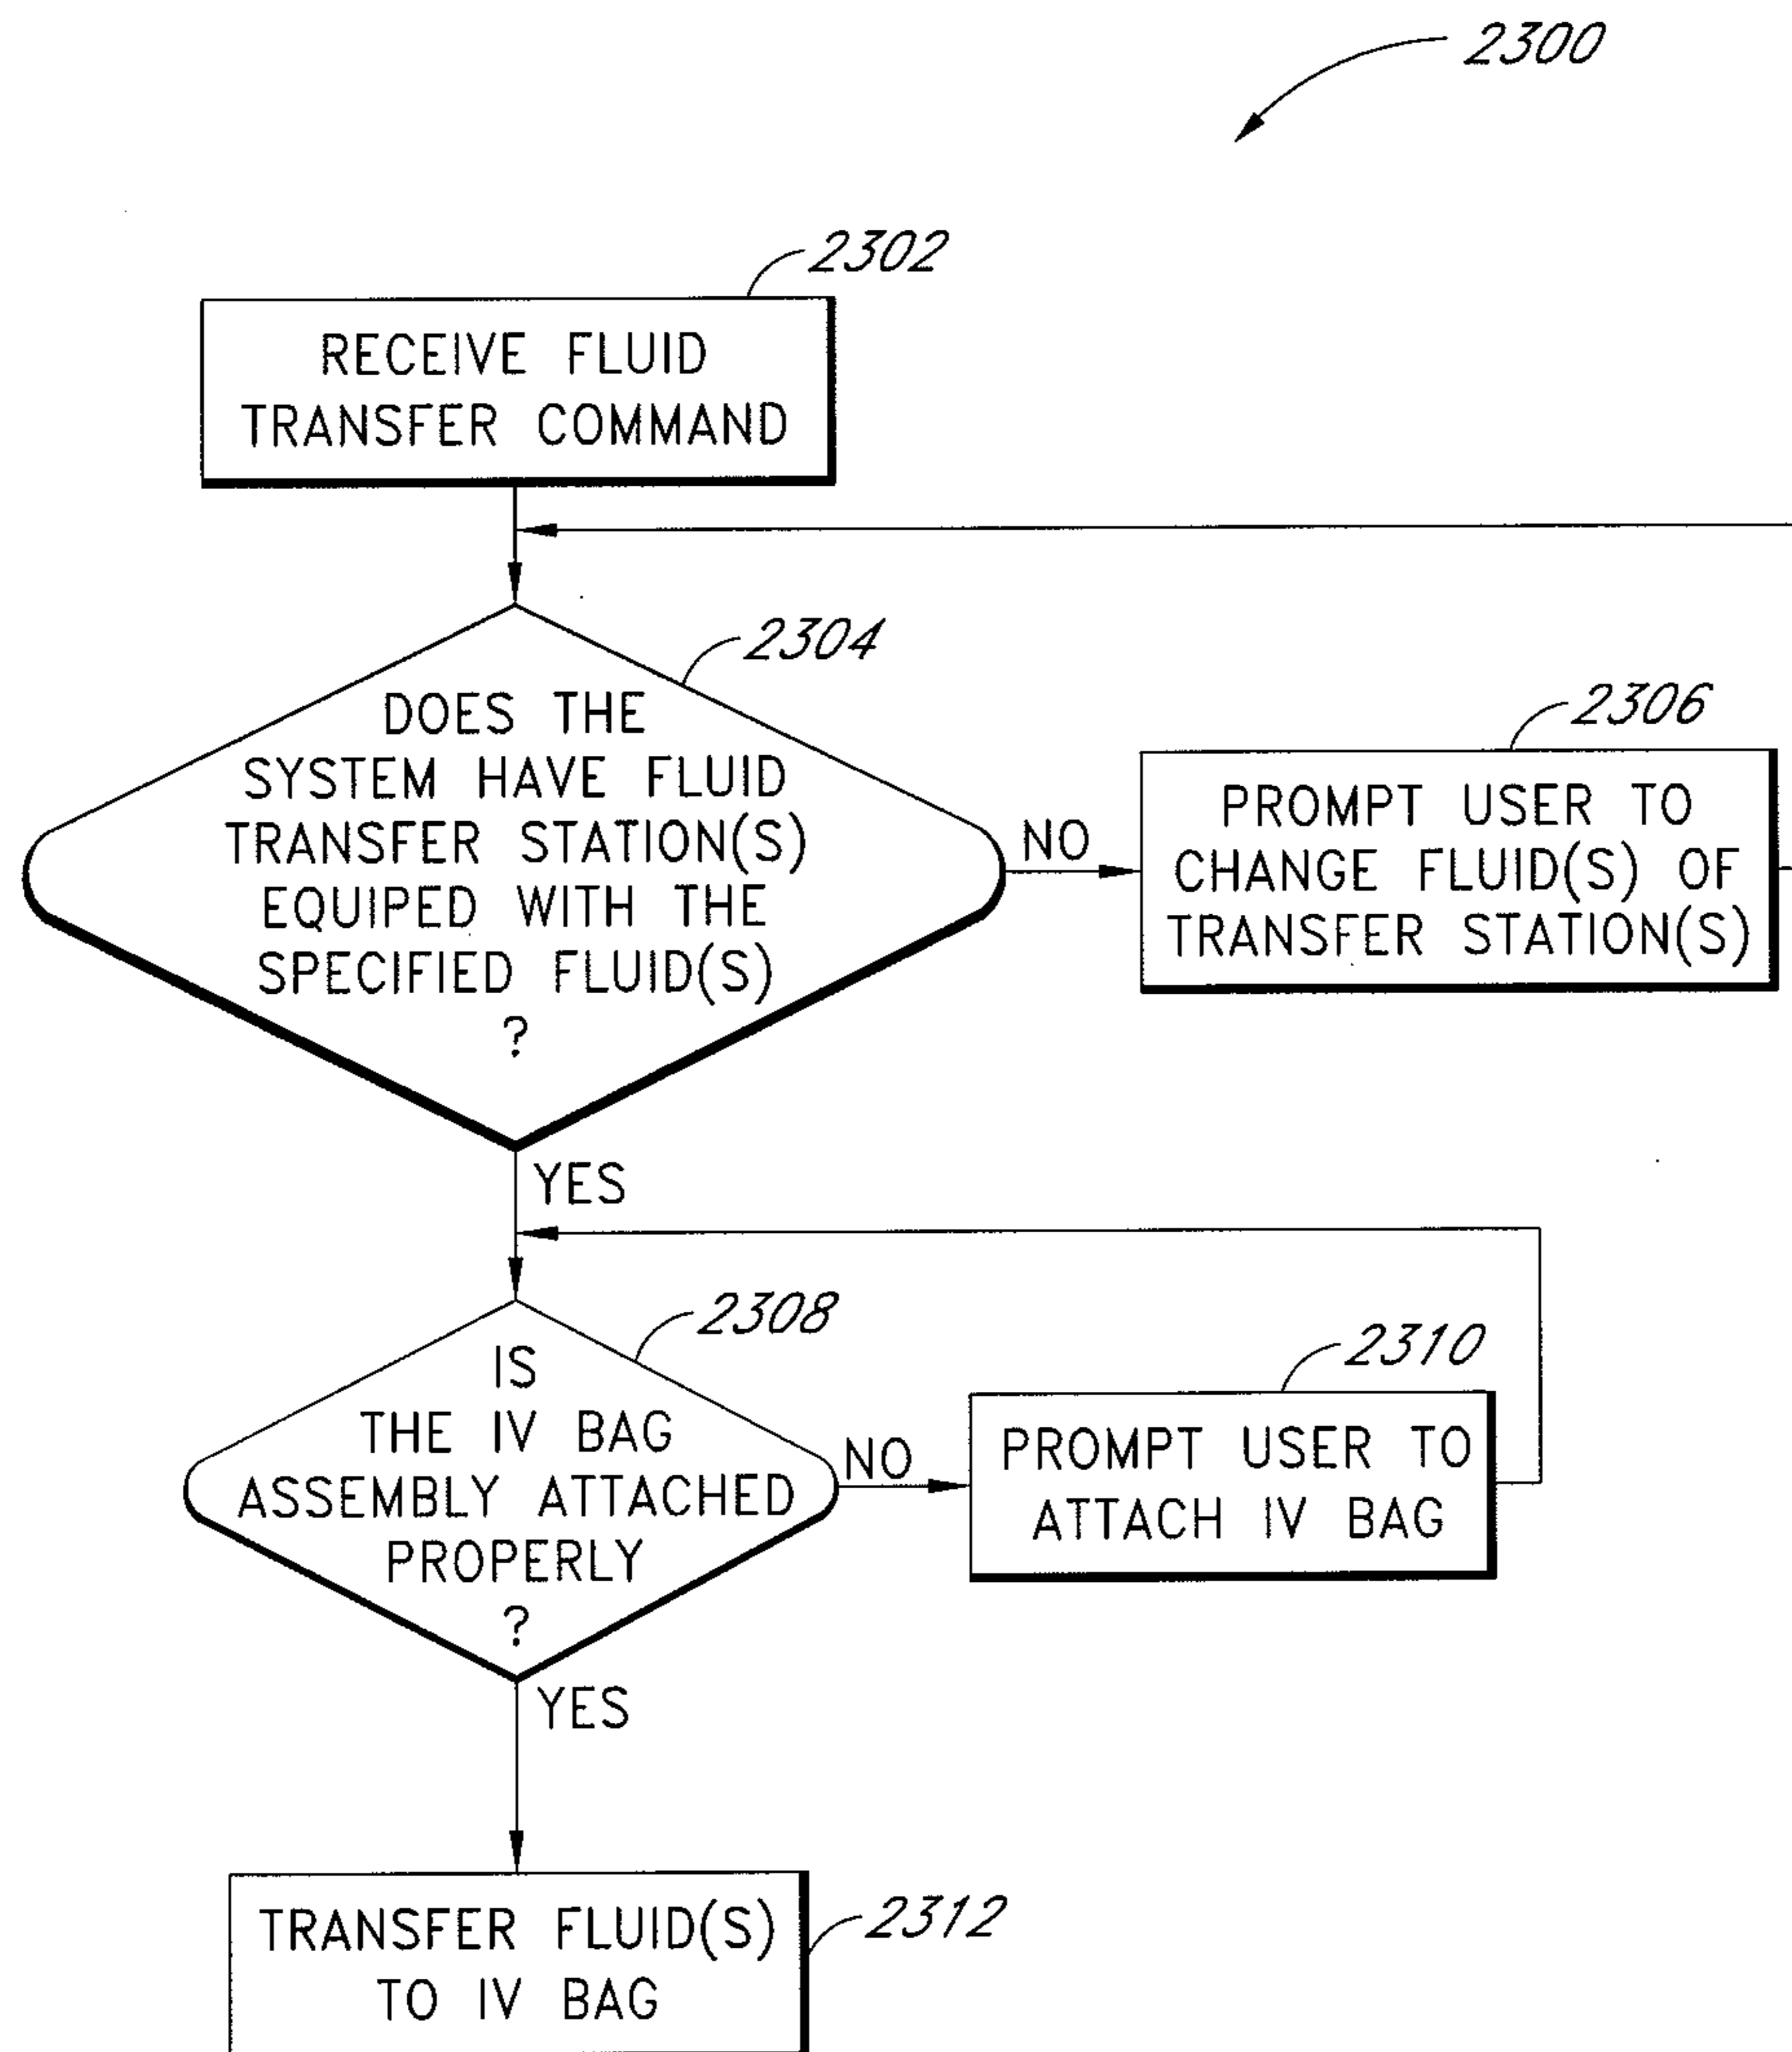 2300
2302
RECEIVE FLUID
TRANSFER COMMAND
2304
DOES THE
SYSTEM HAVE FLUID
TRANSFER STATION(S)
EQUIPED WITH THE
SPECIFIED FLUID(S)
?
NO
2306
PROMPT USER TO
CHANGE FLUID(S) OF
TRANSFER STATION(S)
YES
2308
IS
THE IV BAG
ASSEMBLY ATTACHED
PROPERLY
?
NO
2310
PROMPT USER TO
ATTACH IV BAG
YES
2312
TRANSFER FLUID(S)
TO IV BAG